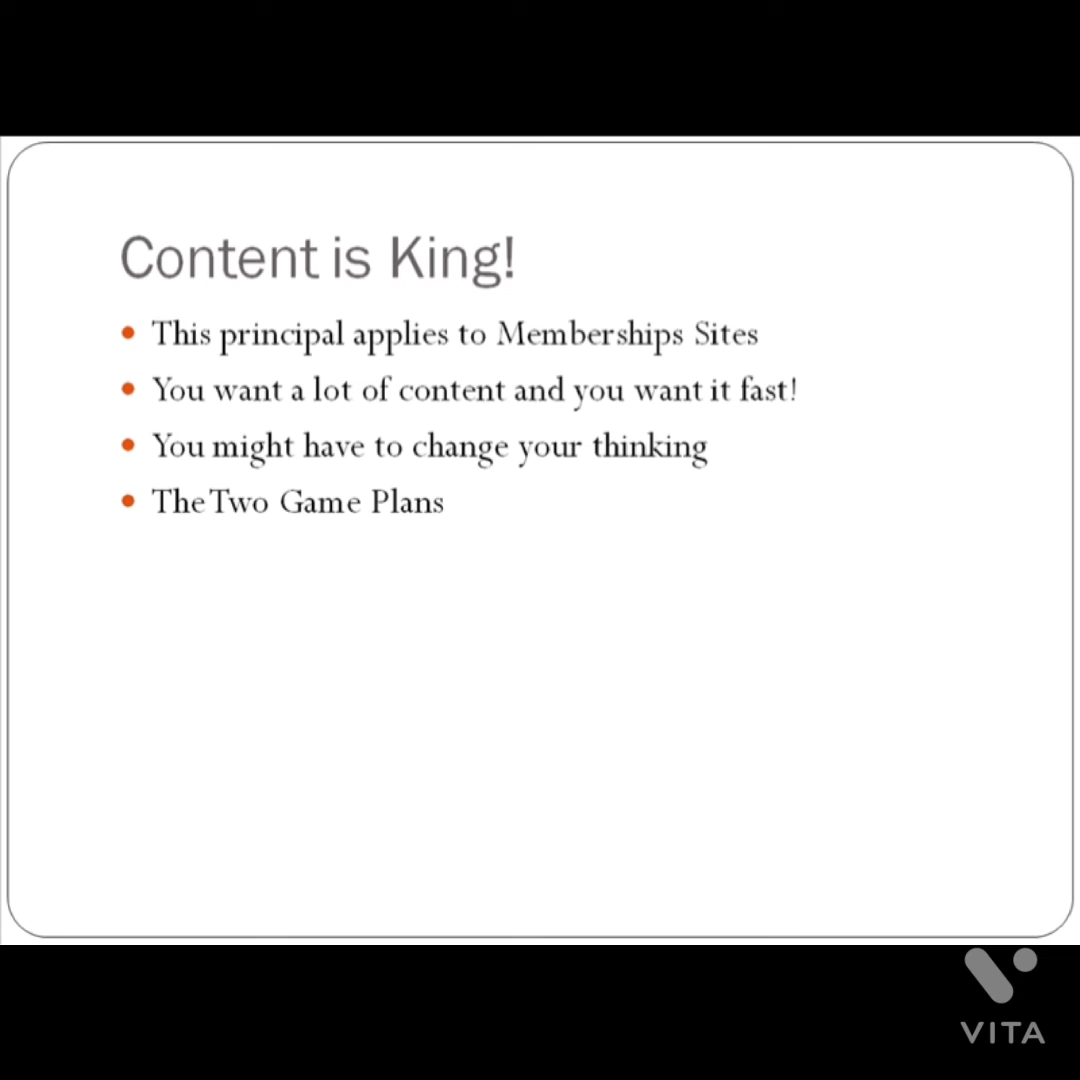 Content is King!
This principal applies to Memberships Sites
You want a lot of content and you want it fast!
You might have to change your thinking
The Two Game Plans
VITA